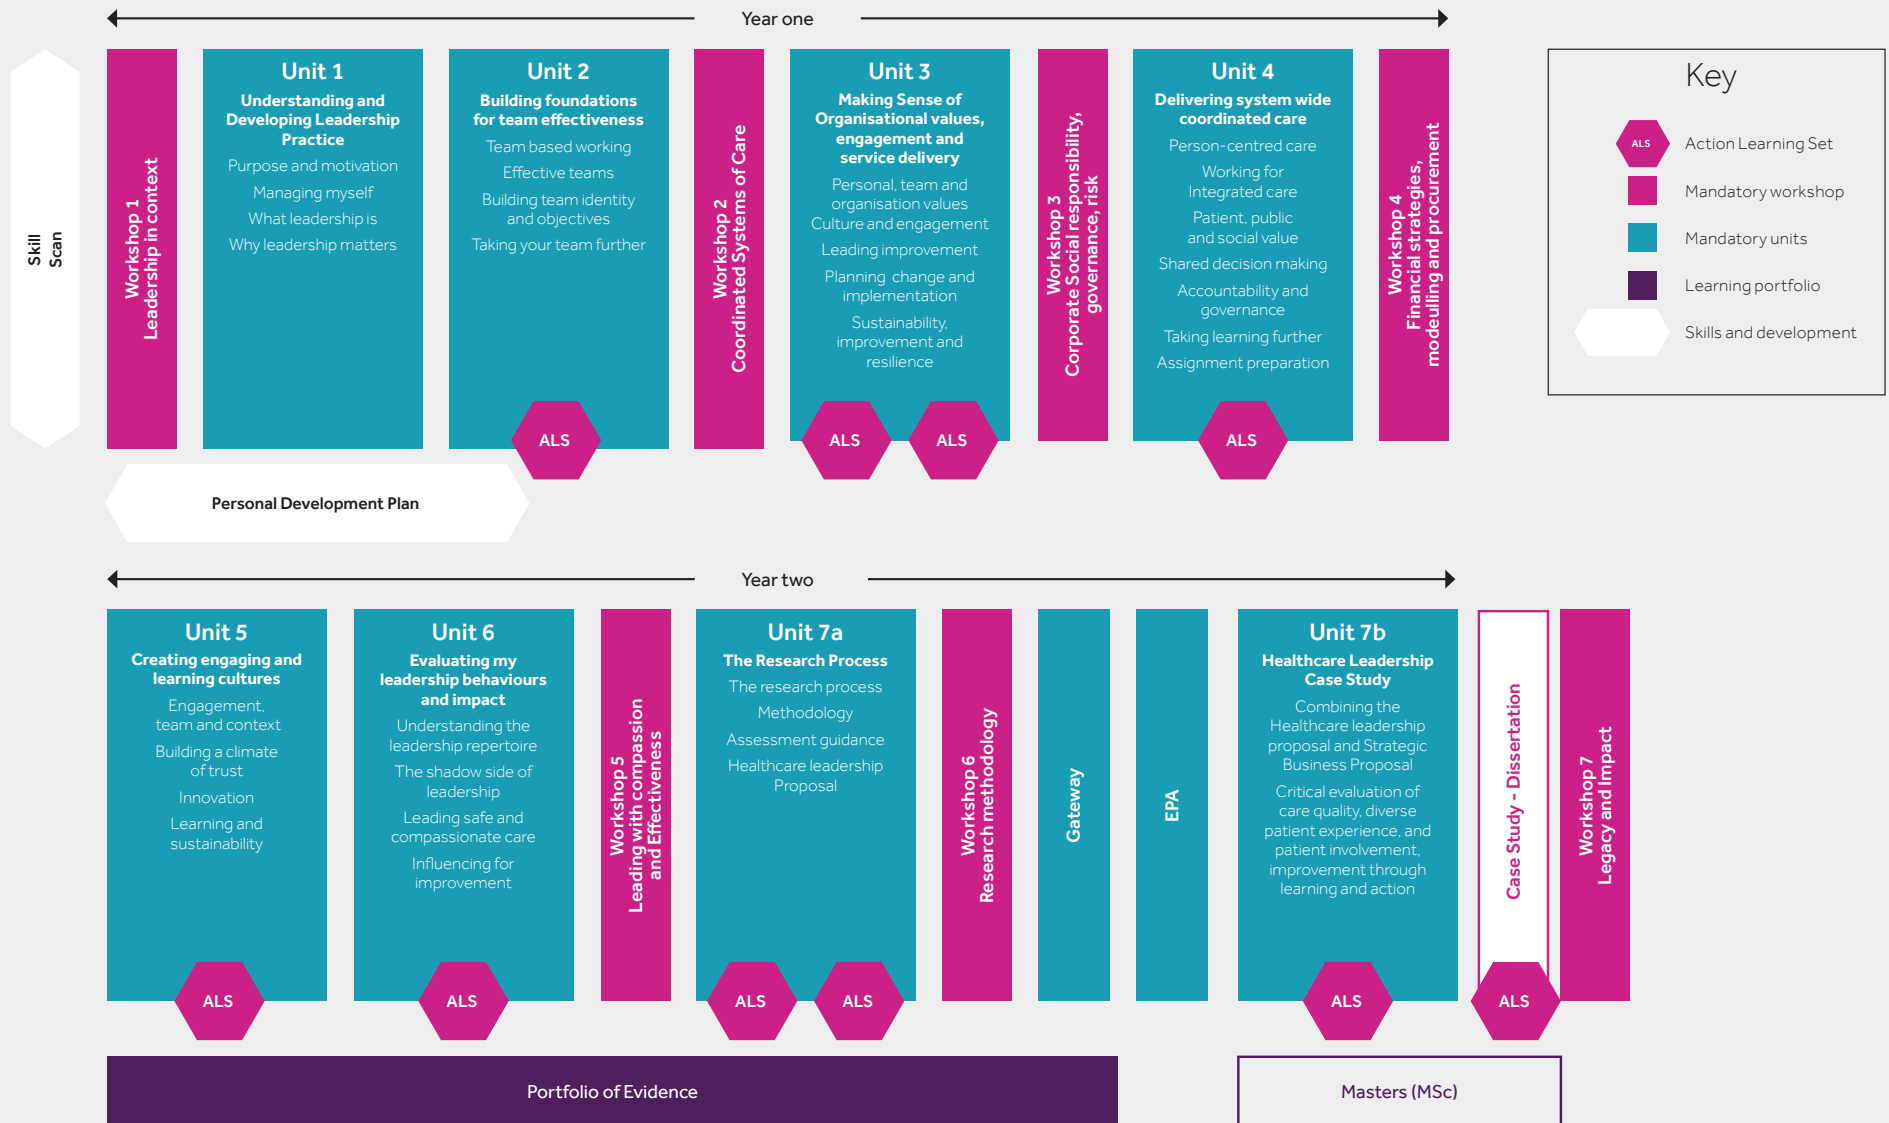 Year one
Skill
Scan
Workshop 1
Leadership in context
Unit 1
Understanding and
Developing Leadership
Practice
Purpose and motivation
Managing myself
What leadership is
Why leadership matters
Unit 2
Building foundations
for team effectiveness
Team based working
Effective teams
Building team identity
and objectives
Taking your team further
ALS
Workshop 2
Coordinated Systems of Care
Unit 3
Making Sense of
Organisational values,
engagement and
service delivery
Personal, team and
organisation values
Culture and engagement
Leading improvement
Planning change and
implementation
Sustainability,
improvement and
resilience
ALS
ALS
Workshop 3
Corporate Social responsibility,
governance, risk
Unit 4
Delivering system wide
coordinated care
Person-centred care
Working for
Integrated care
Patient, public
and social value
Shared decision making
Accountability and
governance
Taking learning further
Assignment preparation
ALS
Workshop 4
Financial strategies,
modeulling and procurement
Key
ALS
Action Learning Set
Mandatory workshop
Mandatory units
Learning portfolio
Skills and development
Personal Development Plan
Year two
Unit 5
Creating engaging and
learning cultures
Engagement,
team and context
Building a climate
of trust
Innovation
Learning and
sustainability
ALS
Unit 6
Evaluating my
leadership behaviours
and impact
Understanding the
leadership repertoire
The shadow side of
leadership
Leading safe and
compassionate care
Influencing for
improvement
ALS
Workshop 5
Leading with compassion
and Effectiveness
Unit 7a
The Research Process
The research process
Methodology
Assessment guidance
Healthcare leadership
Proposal
ALS
ALS
Workshop 6
Research methodology
Gateway
EPA
Unit 7b
Healthcare Leadership
Case Study
Combining the
Healthcare leadership
proposal and Strategic
Business Proposal
Critical evaluation of
care quality, diverse
patient experience, and
patient involvement,
improvement through
learning and action
ALS
Case Study - Dissertation
ALS
Workshop 7
Legacy and Impact
Portfolio of Evidence
Masters (MSc)